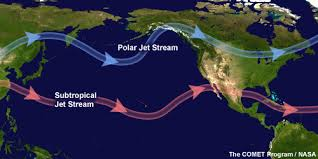 Polar Jet Stream
Subtropical
Jet Stream
The COMET Program / NASA